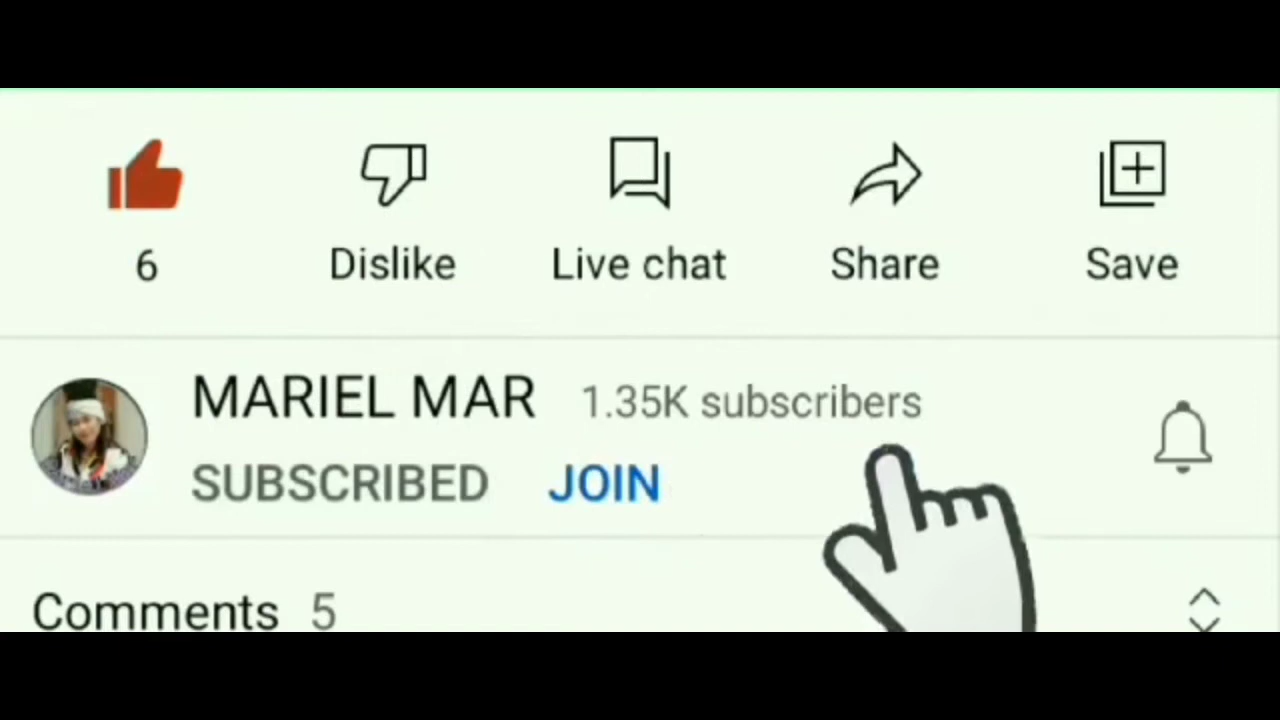 6 Dislike Live chat Share Save
MARIEL MAR 1.35K subscribers
SUBSCRIBED JOIN
Comments 5